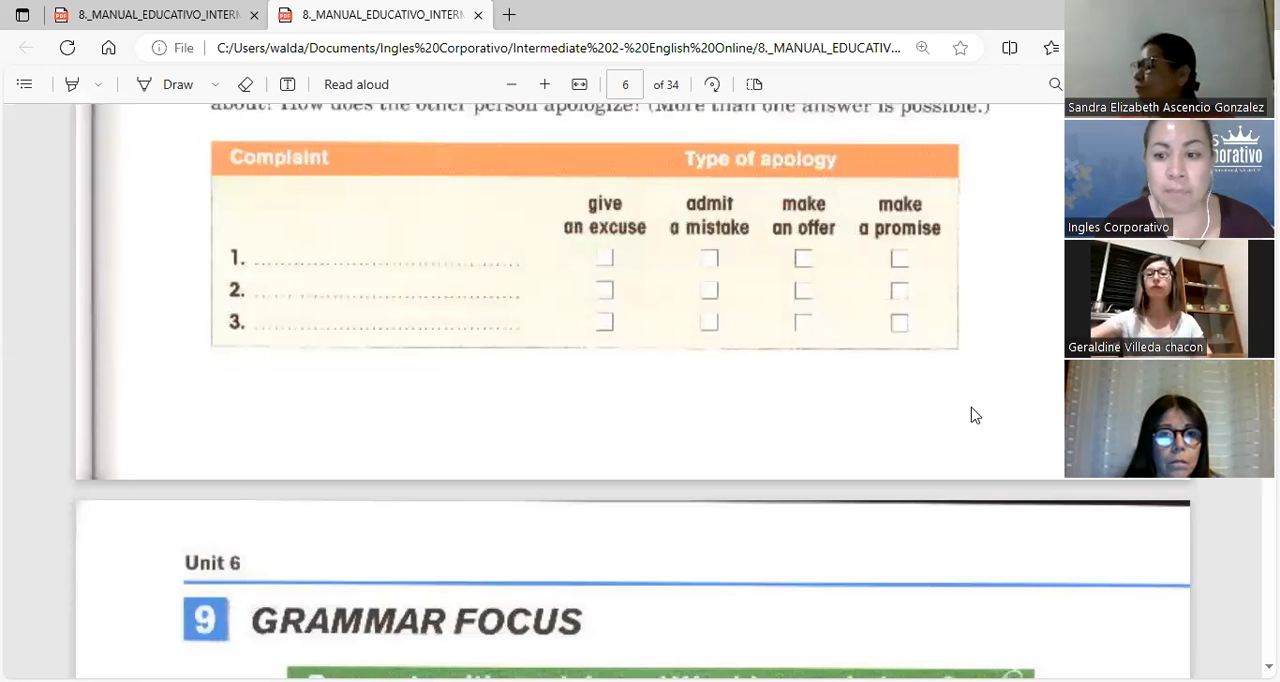 8._MANUAL_EDUCATIVO_INTERM
8._MANUAL_EDUCATIVO_INTERM
File
C:/Users/walda/Documents/Ingles%20Corporativo/Intermediate%202-%20English%20Online/8._MANUAL_EDUCATIV...
Draw
Read aloud
6
of 34
about? How does the other person apologize? (More than one answer is possible.)
Complaint
Type of apology
give
an excuse
admit
a mistake
make
an offer
make
a promise
1.
2.
3.
Unit 6
9 GRAMMAR FOCUS
Sandra Elizabeth Ascencio Gonzalez
Ingles Corporativo
Geraldine Villeda chacon